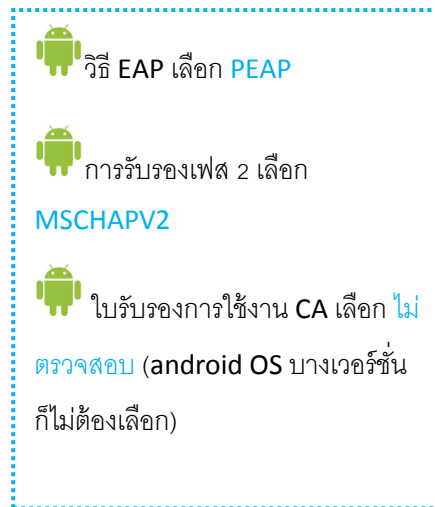 วิธี EAP เลือก PEAP
การรับรองเฟส 2 เลือก
MSCHAPV2
ใบรับรองการใช้งาน CA เลือก ไม่
ตรวจสอบ (android OS บางเวอร์ชั่น
ก็ไม่ต้องเลือก)